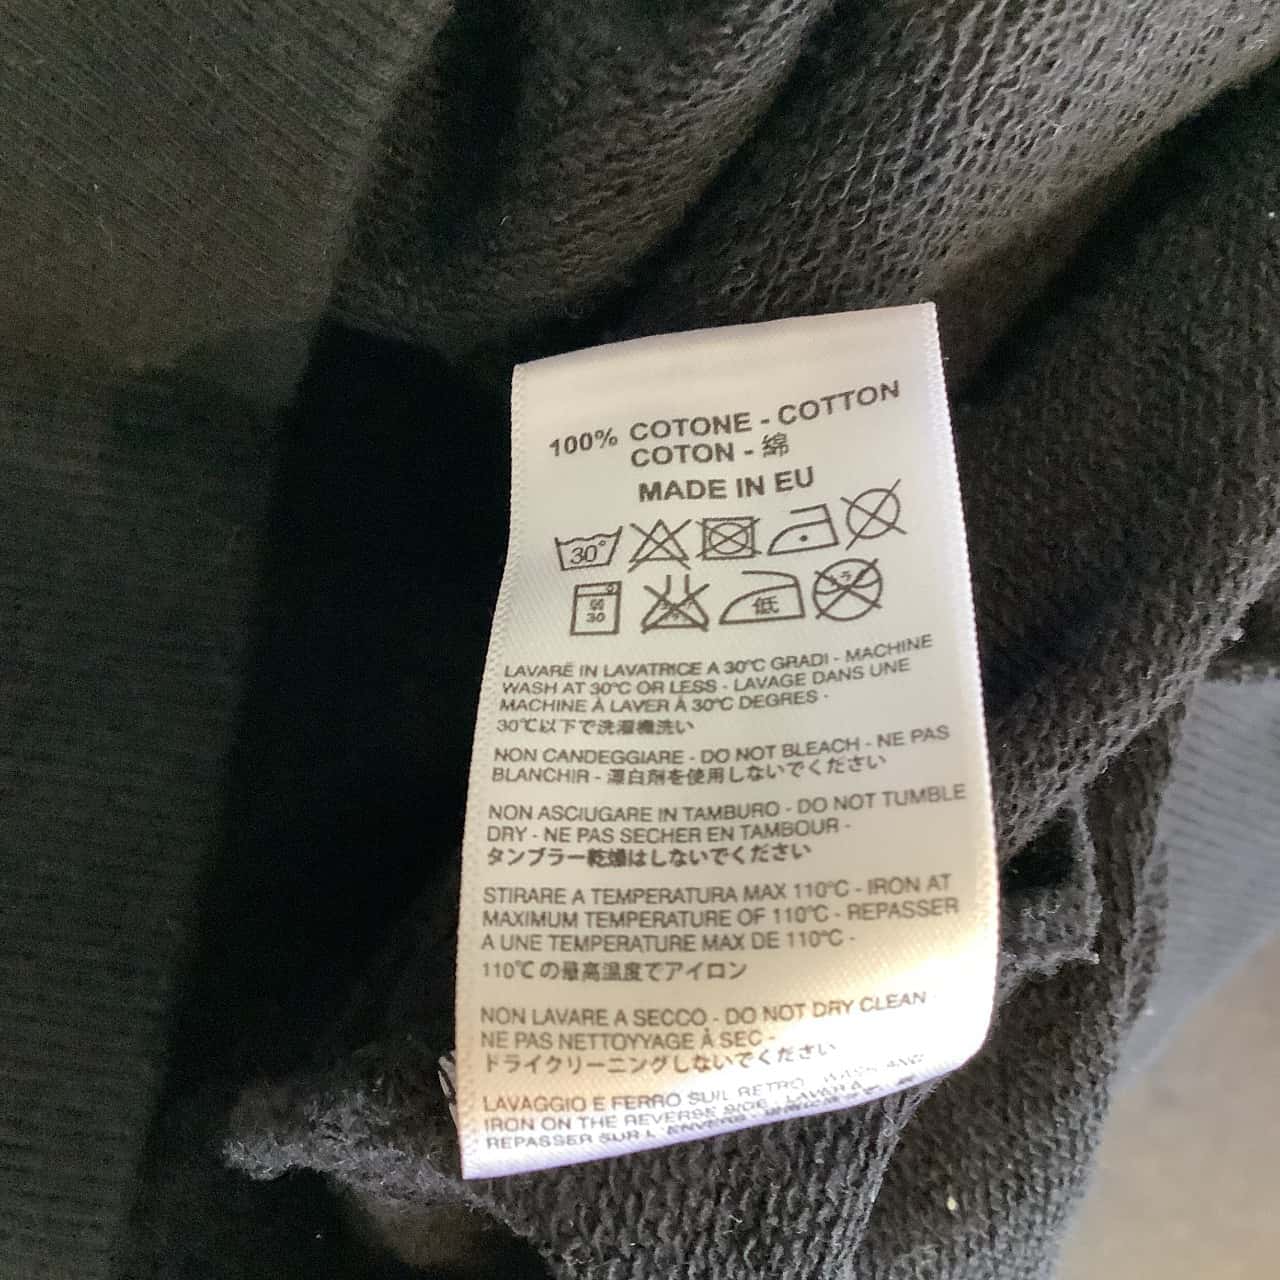 100% COTONE - COTTON
COTON - 綿
MADE IN EU
30°
30
低
LAVARE IN LAVATRICE A 30°C GRADI - MACHINE
WASH AT 30°C OR LESS - LAVAGE DANS UNE
MACHINE À LAVER À 30°C DEGRES -
30℃以下で洗濯機洗い
NON CANDEGGIARE - DO NOT BLEACH - NE PAS
BLANCHIR - 漂白剤を使用しないでください
NON ASCIUGARE IN TAMBURO - DO NOT TUMBLE
DRY - NE PAS SECHER EN TAMBOUR -
タンブラー乾燥はしないでください
STIRARE A TEMPERATURA MAX 110°C - IRON AT
MAXIMUM TEMPERATURE OF 110°C - REPASSER
A UNE TEMPERATURE MAX DE 110°C -
110℃の最高温度でアイロン
NON LAVARE A SECCO - DO NOT DRY CLEAN
NE PAS NETTOYYAGE À SEC -
ドライクリーニングしないでください
LAVAGGIO E FERRO SUIL RETRO - WASH AND
IRON ON THE REVERSE SIDE - LAVER À
REPASSER SUR L'ENVERS